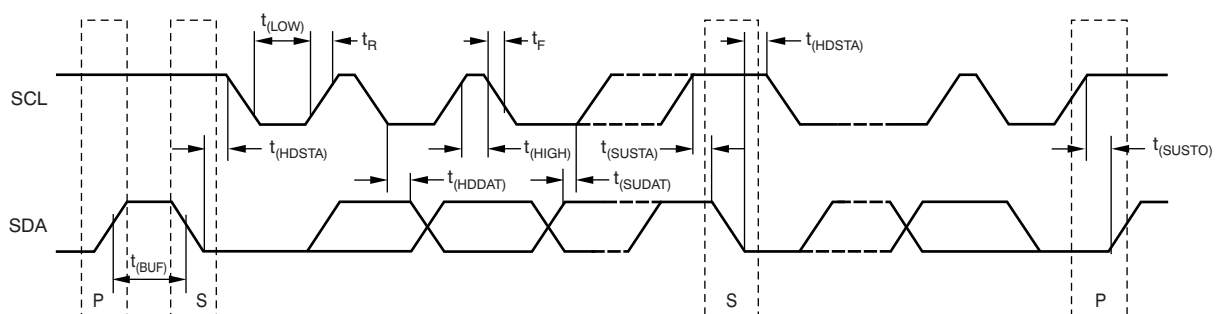 t(LOW)
tR
tF
t(HDSTA)
SCL
t(HDSTA)
t(HIGH)
t(SUSTA)
t(SUSTO)
t(HDDAT)
t(SUDAT)
SDA
t(BUF)
P
S
S
P